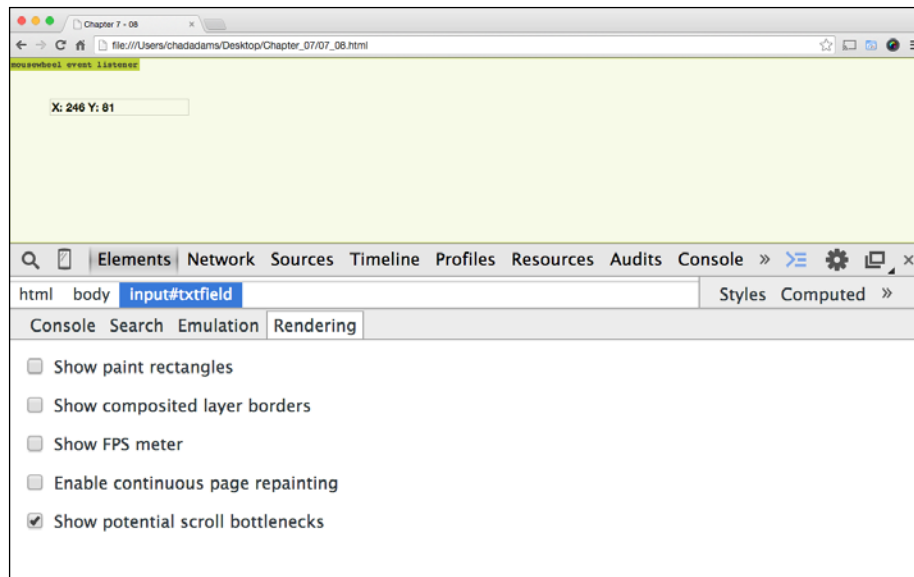 Chapter 7 - 08
file:///Users/chadadams/Desktop/Chapter_07/07_08.html
mousewheel event listener
X: 246 Y: 81
Elements Network Sources Timeline Profiles Resources Audits Console »
html body input#txtfield Styles Computed »
Console Search Emulation Rendering
Show paint rectangles
Show composited layer borders
Show FPS meter
Enable continuous page repainting
Show potential scroll bottlenecks